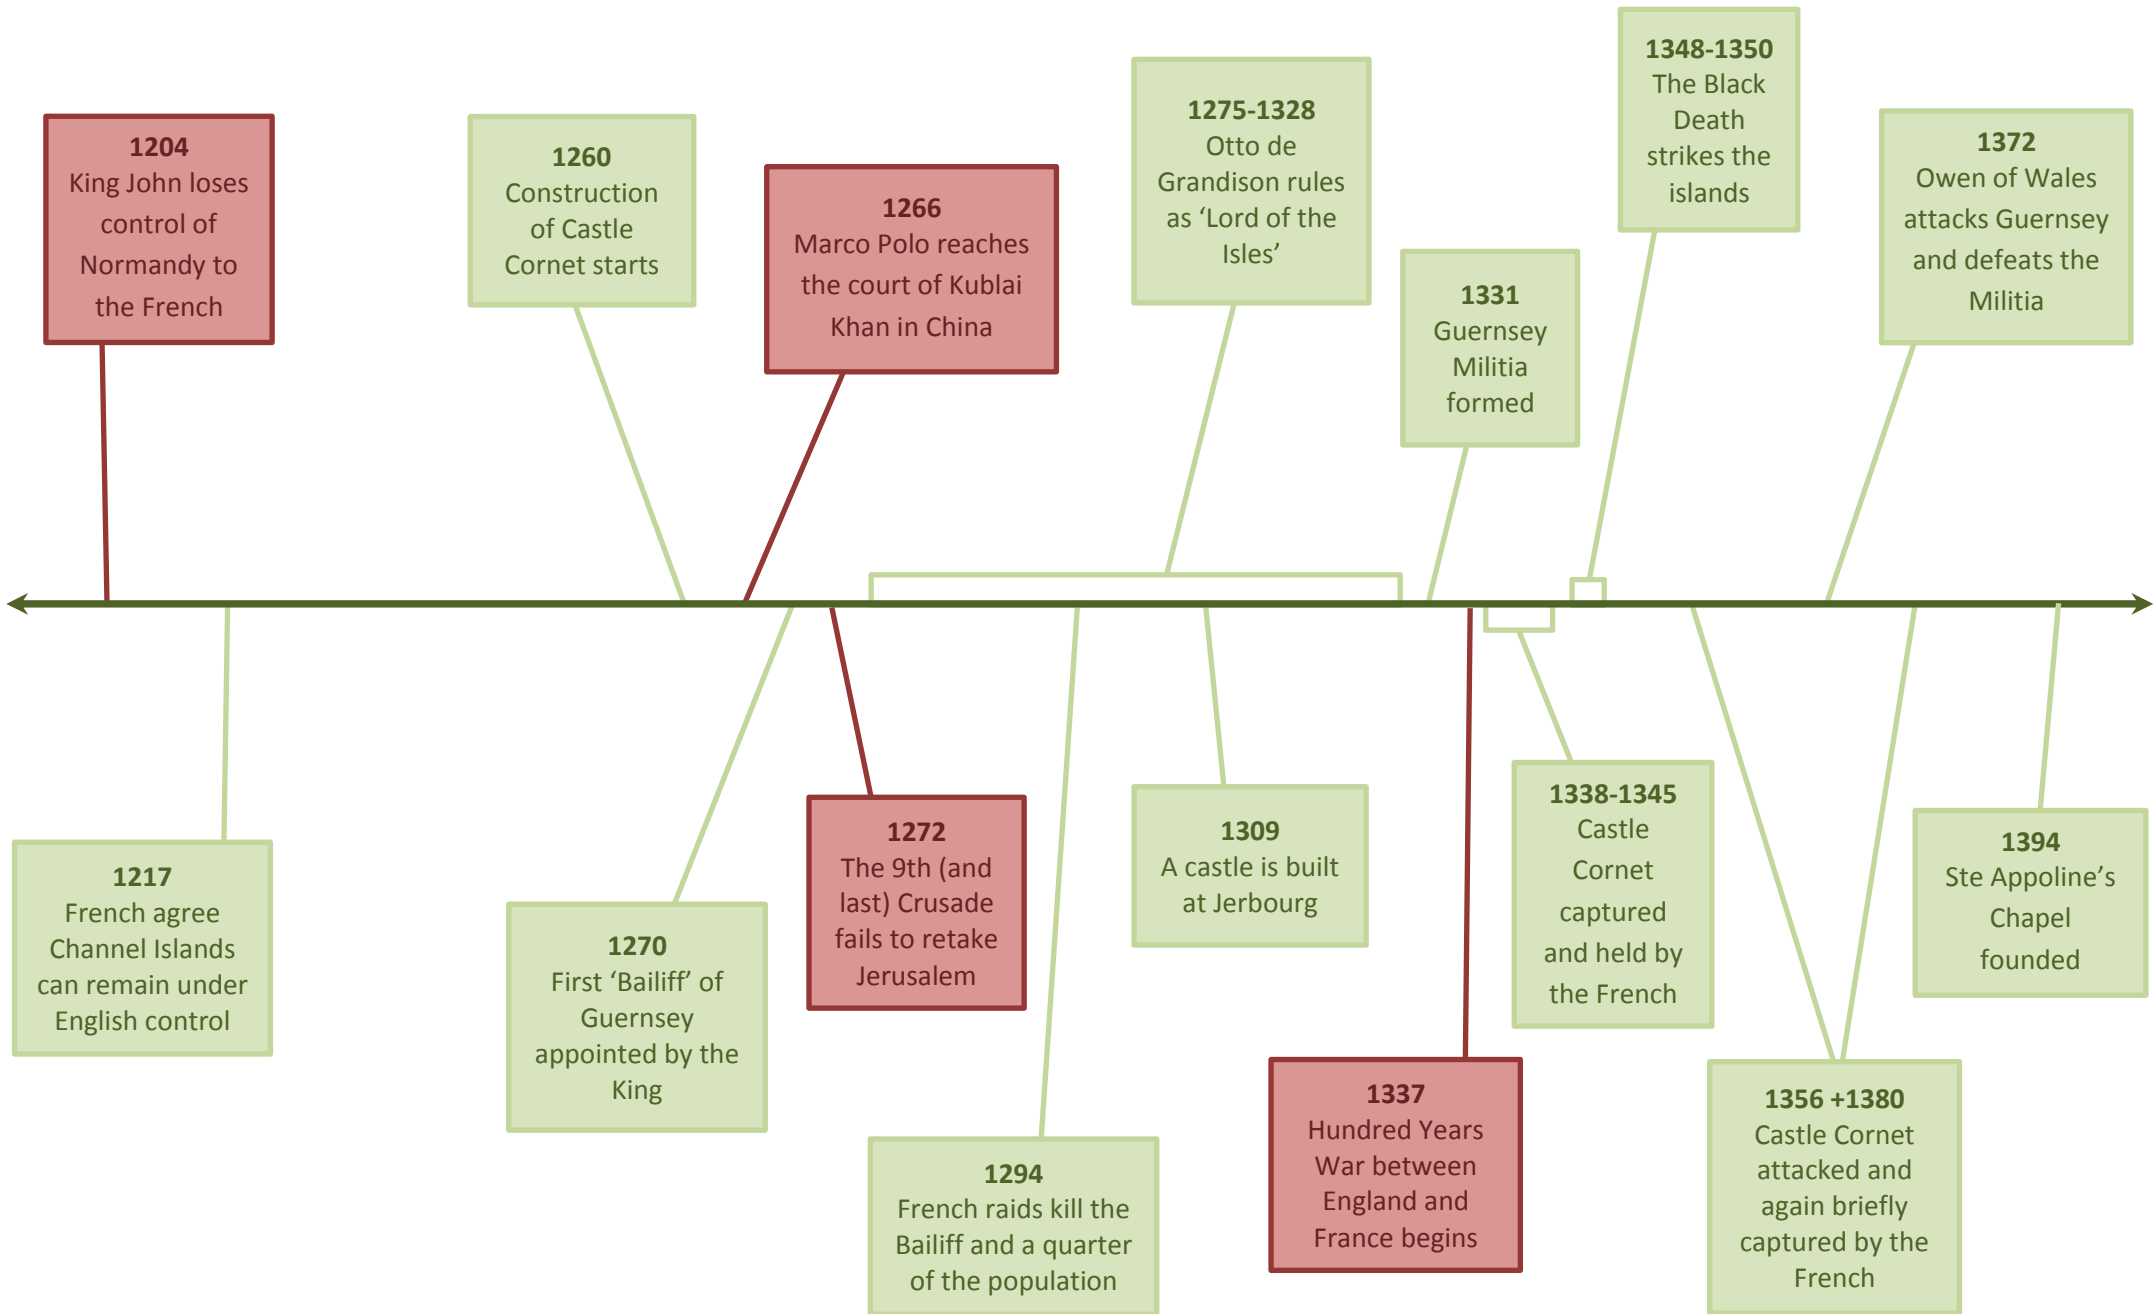 1204
King John loses
control of
Normandy to
the French
1260
Construction
of Castle
Cornet starts
1266
Marco Polo reaches
the court of Kublai
Khan in China
1275-1328
Otto de
Grandison rules
as ‘Lord of the
Isles’
1331
Guernsey
Militia
formed
1348-1350
The Black
Death
strikes the
islands
1372
Owen of Wales
attacks Guernsey
and defeats the
Militia
1217
French agree
Channel Islands
can remain under
English control
1270
First ‘Bailiff’ of
Guernsey
appointed by the
King
1272
The 9th (and
last) Crusade
fails to retake
Jerusalem
1294
French raids kill the
Bailiff and a quarter
of the population
1309
A castle is built
at Jerbourg
1337
Hundred Years
War between
England and
France begins
1338-1345
Castle
Cornet
captured
and held by
the French
1356 +1380
Castle Cornet
attacked and
again briefly
captured by the
French
1394
Ste Appoline’s
Chapel
founded